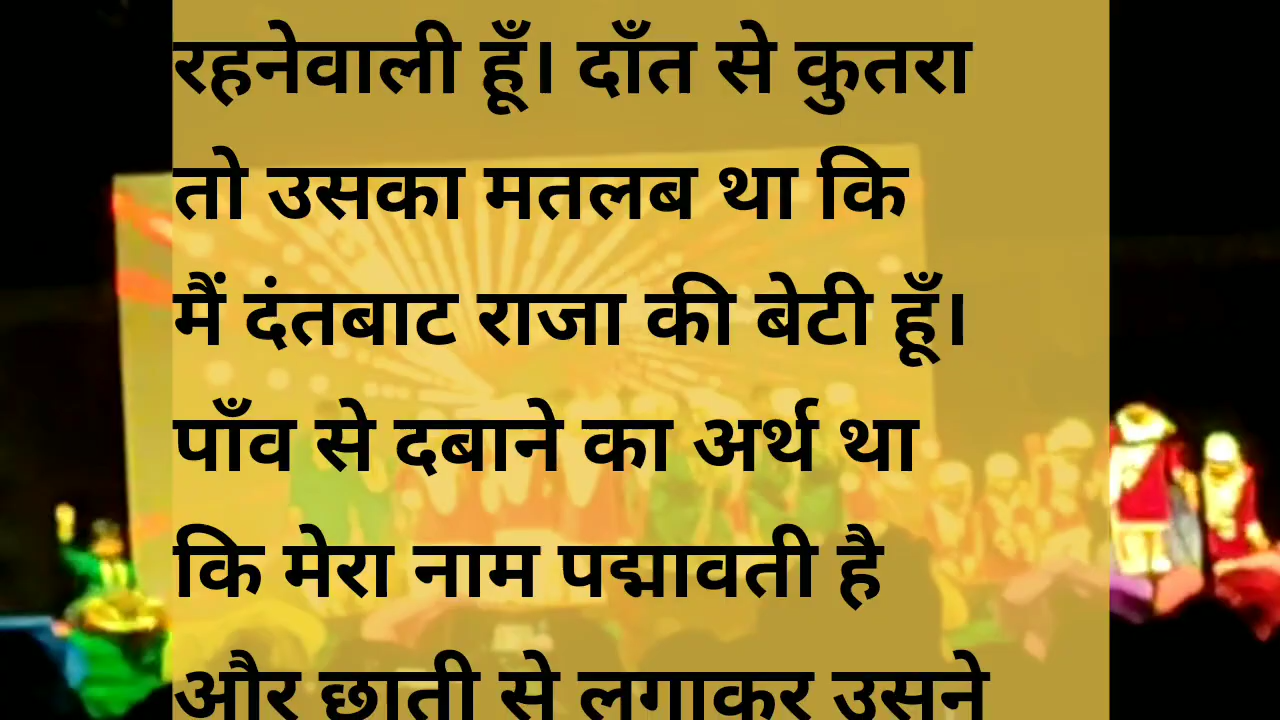 रहनेवाली हूँ। दाँत से कुतरा
तो उसका मतलब था कि
मैं दंतबाट राजा की बेटी हूँ।
पाँव से दबाने का अर्थ था
कि मेरा नाम पद्मावती है
और छाती से लगाकर उसने